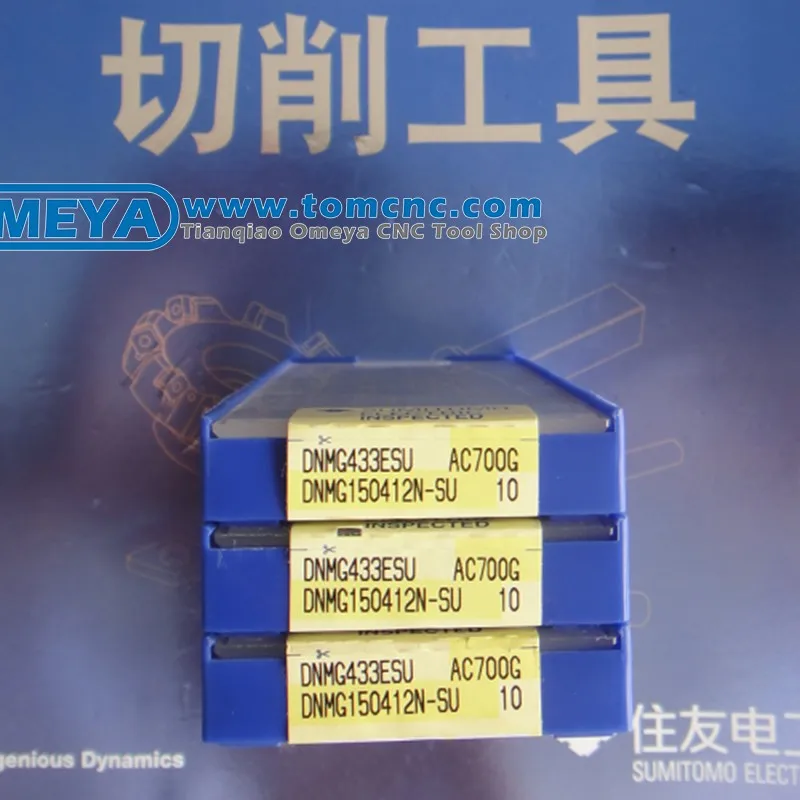 切削工具
MEYA
www.tomcnc.com
Tianqiao Omeya CNC Tool Shop
INSPECTED
DNMG433ESU AC700G
DNMG150412N-SU 10
INSPECTED
DNMG433ESU AC700G
DNMG150412N-SU 10
INSPECTED
DNMG433ESU AC700G
DNMG150412N-SU 10
住友电工
genious Dynamics
SUMITOMO ELECT